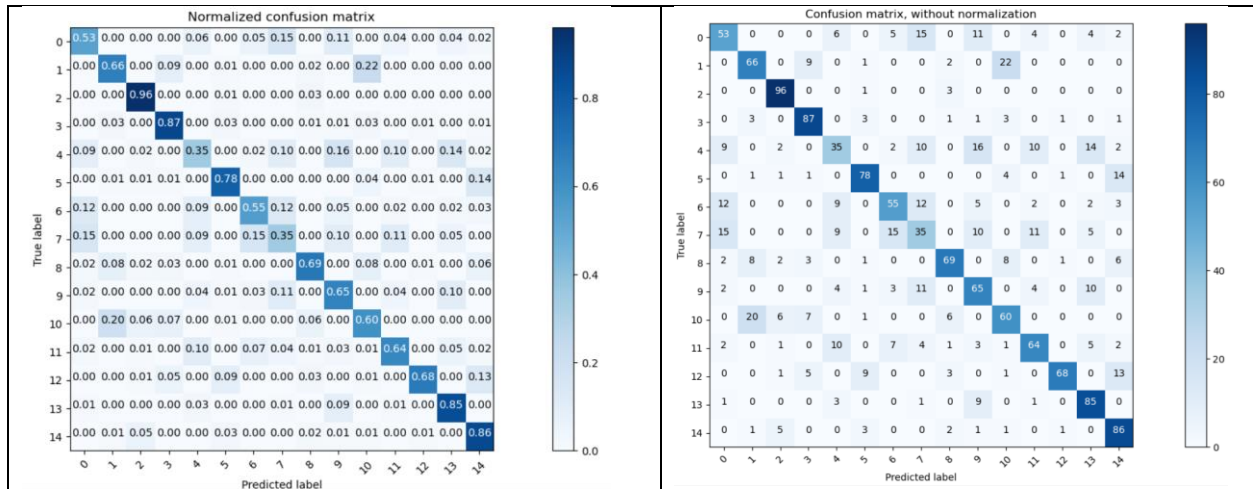 Normalized confusion matrix
0 0.53 0.00 0.00 0.00 0.06 0.00 0.05 0.15 0.00 0.11 0.00 0.04 0.00 0.04 0.02
1 0.00 0.66 0.00 0.09 0.00 0.01 0.00 0.00 0.02 0.00 0.22 0.00 0.00 0.00 0.00
2 0.00 0.00 0.96 0.00 0.00 0.01 0.00 0.00 0.03 0.00 0.00 0.00 0.00 0.00 0.00
3 0.00 0.03 0.00 0.87 0.00 0.03 0.00 0.00 0.01 0.01 0.03 0.00 0.01 0.00 0.01
4 0.09 0.00 0.02 0.00 0.35 0.00 0.02 0.10 0.00 0.16 0.00 0.10 0.00 0.14 0.02
5 0.00 0.01 0.01 0.01 0.00 0.78 0.00 0.00 0.00 0.00 0.04 0.00 0.01 0.00 0.14
6 0.12 0.00 0.00 0.00 0.09 0.00 0.55 0.12 0.00 0.05 0.00 0.02 0.00 0.02 0.03
7 0.15 0.00 0.00 0.00 0.09 0.00 0.15 0.35 0.00 0.10 0.00 0.11 0.00 0.05 0.00
8 0.02 0.08 0.02 0.03 0.00 0.01 0.00 0.00 0.69 0.00 0.08 0.00 0.01 0.00 0.06
9 0.02 0.00 0.00 0.00 0.04 0.01 0.03 0.11 0.00 0.65 0.00 0.04 0.00 0.10 0.00
10 0.00 0.20 0.06 0.07 0.00 0.01 0.00 0.00 0.06 0.00 0.60 0.00 0.00 0.00 0.00
11 0.02 0.00 0.01 0.00 0.10 0.00 0.07 0.04 0.01 0.03 0.01 0.64 0.00 0.05 0.02
12 0.00 0.00 0.01 0.05 0.00 0.09 0.00 0.00 0.03 0.00 0.01 0.00 0.68 0.00 0.13
13 0.01 0.00 0.00 0.00 0.03 0.00 0.00 0.01 0.00 0.09 0.00 0.01 0.00 0.85 0.00
14 0.00 0.01 0.05 0.00 0.00 0.03 0.00 0.00 0.02 0.01 0.01 0.00 0.01 0.00 0.86
0 1 2 3 4 5 6 7 8 9 10 11 12 13 14
True label
Predicted label
0.8
0.6
0.4
0.2
0.0
Confusion matrix, without normalization
0 53 0 0 0 6 0 5 15 0 11 0 4 0 4 2
1 0 66 0 9 0 1 0 0 2 0 22 0 0 0 0
2 0 0 96 0 0 1 0 0 3 0 0 0 0 0 0
3 0 3 0 87 0 3 0 0 1 1 3 0 1 0 1
4 9 0 2 0 35 0 2 10 0 16 0 10 0 14 2
5 0 1 1 1 0 78 0 0 0 0 4 0 1 0 14
6 12 0 0 0 9 0 55 12 0 5 0 2 0 2 3
7 15 0 0 0 9 0 15 35 0 10 0 11 0 5 0
8 2 8 2 3 0 1 0 0 69 0 8 0 1 0 6
9 2 0 0 0 4 1 3 11 0 65 0 4 0 10 0
10 0 20 6 7 0 1 0 0 6 0 60 0 0 0 0
11 2 0 1 0 10 0 7 4 1 3 1 64 0 5 2
12 0 0 1 5 0 9 0 0 3 0 1 0 68 0 13
13 1 0 0 0 3 0 0 1 0 9 0 1 0 85 0
14 0 1 5 0 0 3 0 0 2 1 1 0 1 0 86
0 1 2 3 4 5 6 7 8 9 10 11 12 13 14
True label
Predicted label
80
60
40
20
0